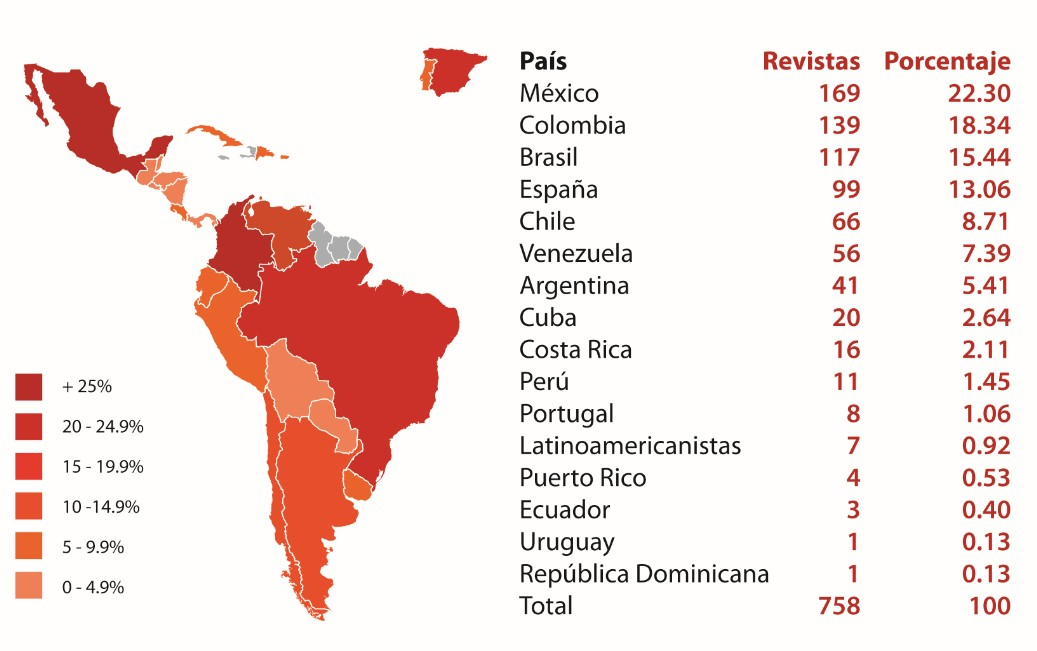 País Revistas Porcentaje
México 169 22.30
Colombia 139 18.34
Brasil 117 15.44
España 99 13.06
Chile 66 8.71
Venezuela 56 7.39
Argentina 41 5.41
Cuba 20 2.64
Costa Rica 16 2.11
Perú 11 1.45
Portugal 8 1.06
Latinoamericanistas 7 0.92
Puerto Rico 4 0.53
Ecuador 3 0.40
Uruguay 1 0.13
República Dominicana 1 0.13
Total 758 100
+ 25%
20 - 24.9%
15 - 19.9%
10 -14.9%
5 - 9.9%
0 - 4.9%